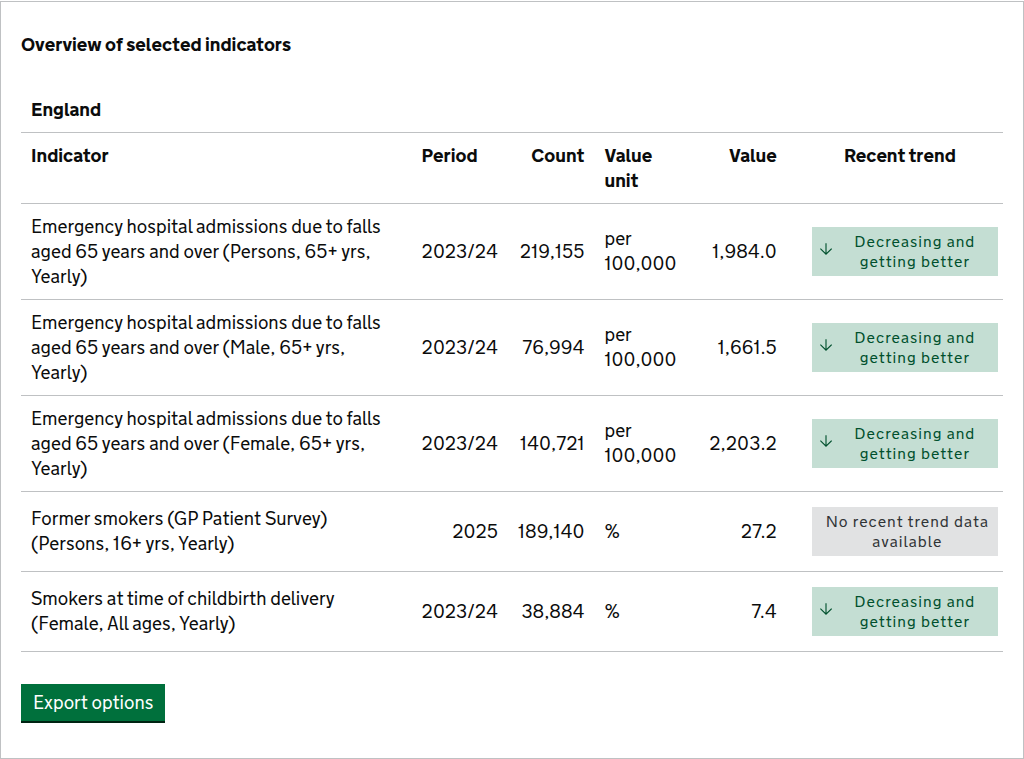 Overview of selected indicators
England
Indicator Period Count Value unit Value Recent trend
Emergency hospital admissions due to falls
aged 65 years and over (Persons, 65+ yrs,
Yearly)
2023/24 219,155 per 100,000 1,984.0 ↓ Decreasing and getting better
Emergency hospital admissions due to falls
aged 65 years and over (Male, 65+ yrs,
Yearly)
2023/24 76,994 per 100,000 1,661.5 ↓ Decreasing and getting better
Emergency hospital admissions due to falls
aged 65 years and over (Female, 65+ yrs,
Yearly)
2023/24 140,721 per 100,000 2,203.2 ↓ Decreasing and getting better
Former smokers (GP Patient Survey)
(Persons, 16+ yrs, Yearly)
2025 189,140 % 27.2 No recent trend data available
Smokers at time of childbirth delivery
(Female, All ages, Yearly)
2023/24 38,884 % 7.4 ↓ Decreasing and getting better
Export options